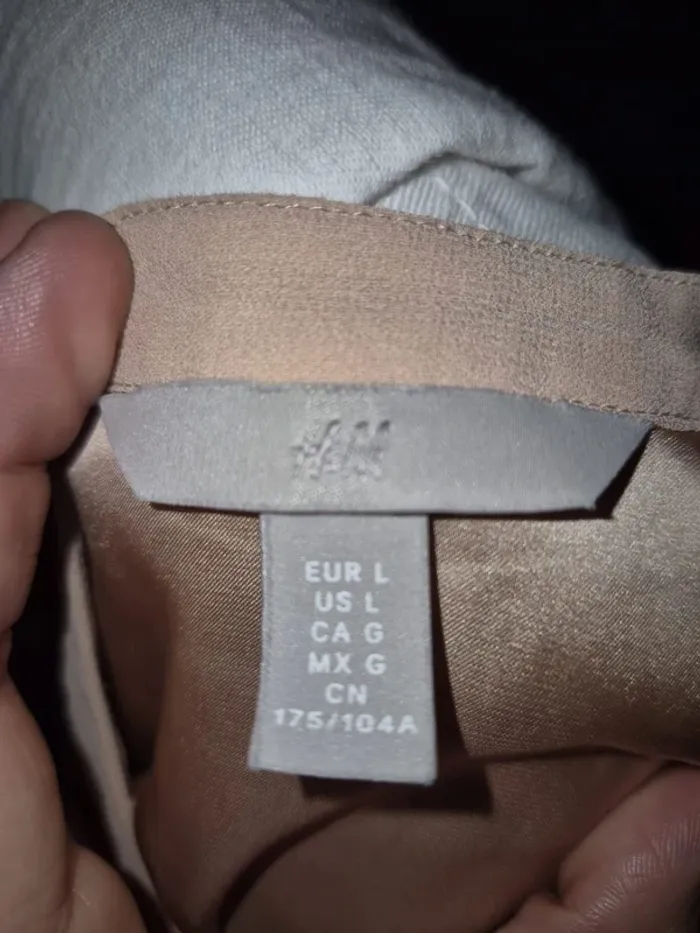 H&M
EUR L
US L
CA G
MX G
CN
175/104A